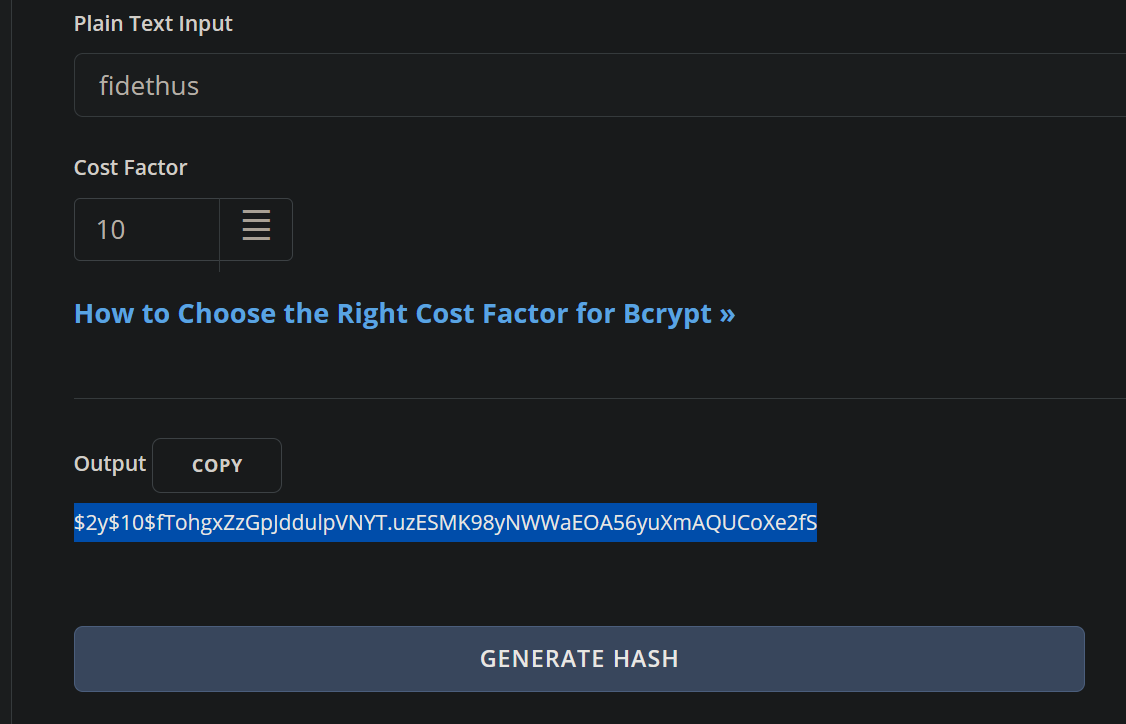 Plain Text Input
fidethus
Cost Factor
10
How to Choose the Right Cost Factor for Bcrypt »
Output COPY
$2y$10$fTohgxZzGpJddulpVNYT.uzESMK98yNWWaEOA56yuXmAQUCoXe2fS
GENERATE HASH